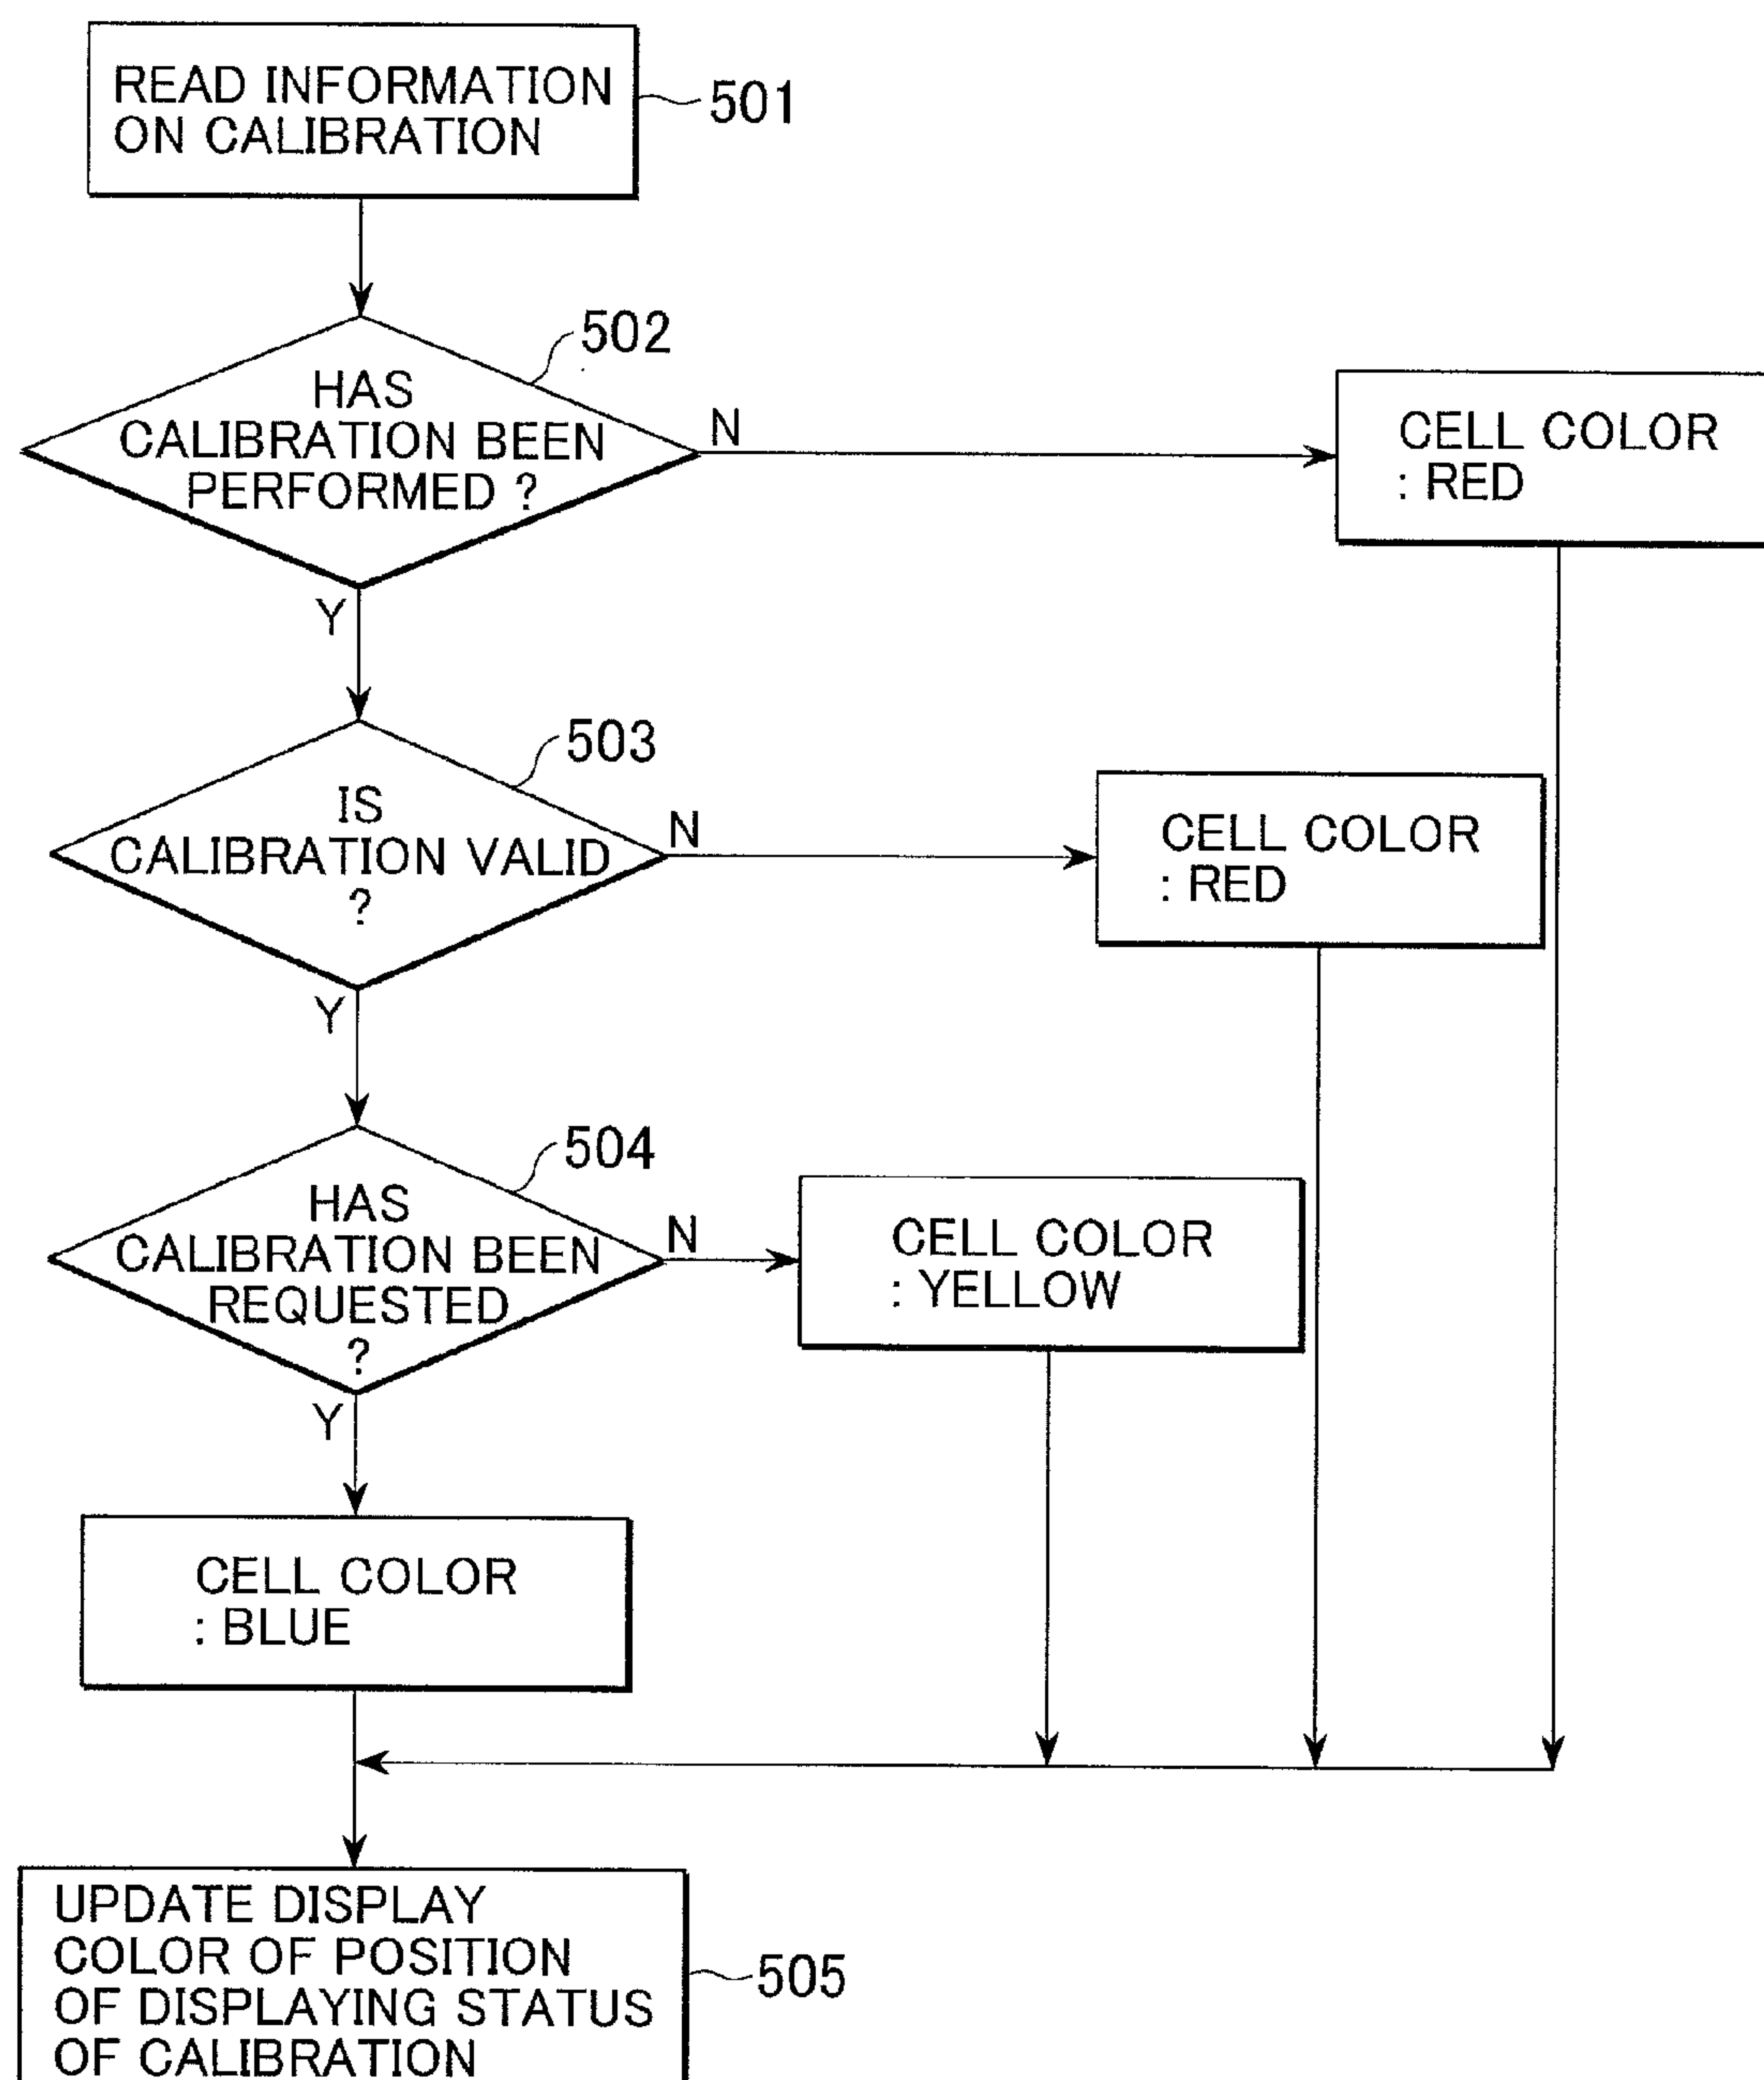 READ INFORMATION
ON CALIBRATION
501
502
HAS
CALIBRATION BEEN
PERFORMED ?
N
CELL COLOR
: RED
Y
503
IS
CALIBRATION VALID
?
N
CELL COLOR
: RED
Y
504
HAS
CALIBRATION BEEN
REQUESTED
?
N
CELL COLOR
: YELLOW
Y
CELL COLOR
: BLUE
UPDATE DISPLAY
COLOR OF POSITION
OF DISPLAYING STATUS
OF CALIBRATION
505